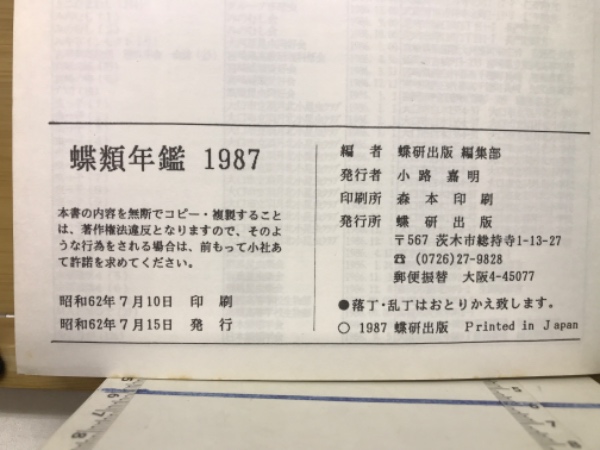 蝶類年鑑 1987
本書の内容を無断でコピー・複製すること
は、著作権法違反となりますので、そのよ
うな行為をされる場合は、前もって小社あ
て許諾を求めてください。
昭和62年7月10日 印 刷
昭和62年7月15日 発 行
編 者 蝶研出版 編集部
発行者 小 路 嘉 明
印刷所 森 本 印 刷
発行所 蝶 研 出 版
〒567 茨木市総持寺1-13-27
☎ (0726)27-9828
郵便振替 大阪4-45077
●落丁・乱丁はおとりかえ致します。
○ 1987 蝶研出版 Printed in Japan